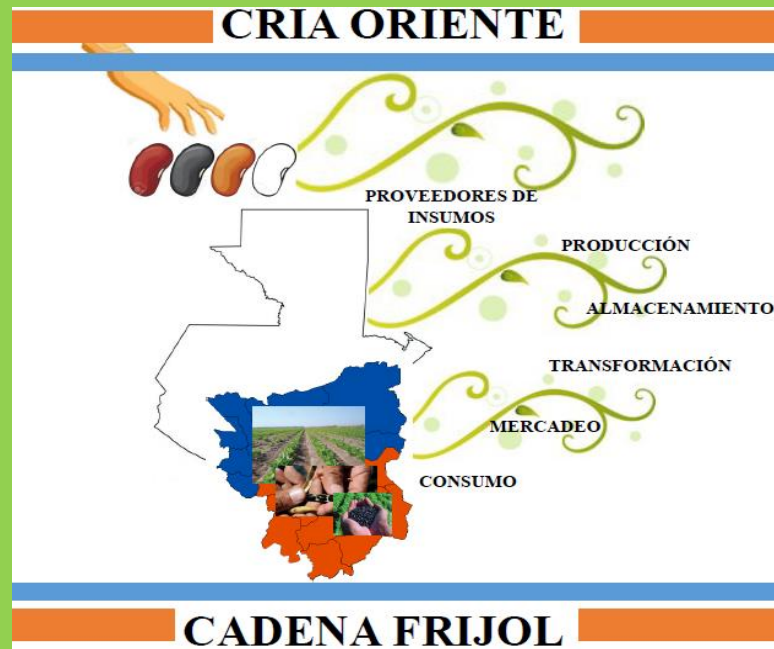 CRIA ORIENTE
PROVEEDORES DE
INSUMOS
PRODUCCIÓN
ALMACENAMIENTO
TRANSFORMACIÓN
MERCADEO
CONSUMO
CADENA FRIJOL